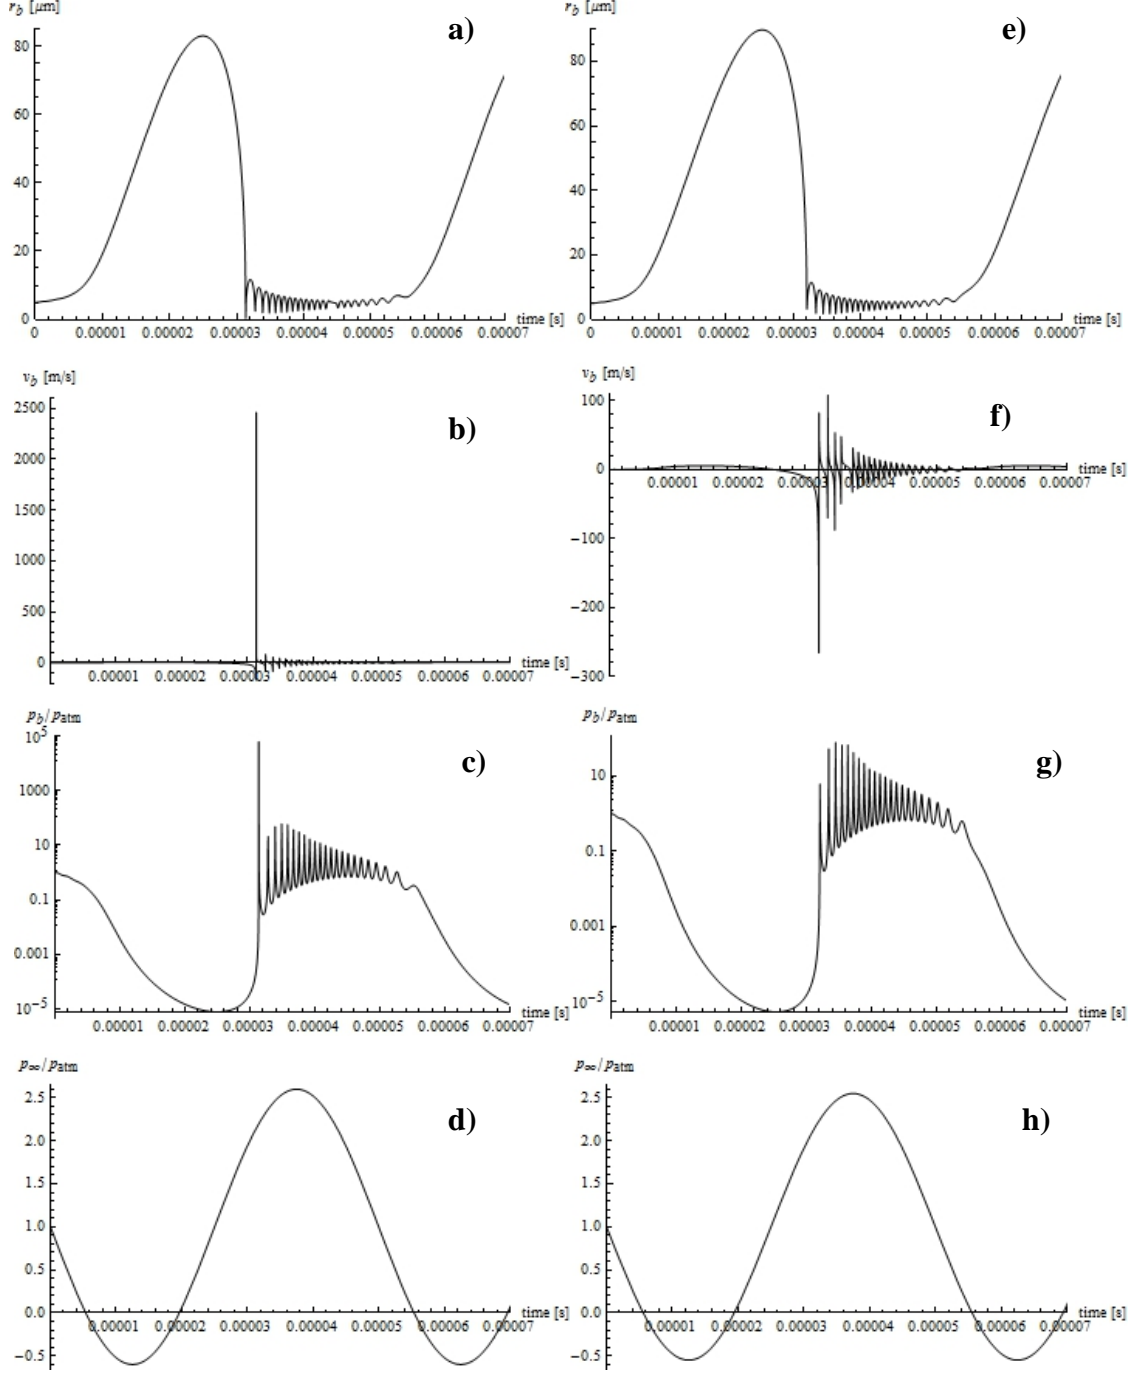 r_b [μm]
a)
80
60
40
20
0
0 0.00001 0.00002 0.00003 0.00004 0.00005 0.00006 0.00007 time [s]
r_b [μm]
e)
80
60
40
20
0
0 0.00001 0.00002 0.00003 0.00004 0.00005 0.00006 0.00007 time [s]
v_b [m/s]
b)
2500
2000
1500
1000
500
0
0.00001 0.00002 0.00003 0.00004 0.00005 0.00006 0.00007 time [s]
v_b [m/s]
f)
100
0
−100
−200
−300
0.00001 0.00002 0.00003 0.00004 0.00005 0.00006 0.00007 time [s]
p_b/p_atm
c)
10^5
1000
10
0.1
0.001
10^−5
0.00001 0.00002 0.00003 0.00004 0.00005 0.00006 0.00007 time [s]
p_b/p_atm
g)
10
0.1
0.001
10^−5
0.00001 0.00002 0.00003 0.00004 0.00005 0.00006 0.00007 time [s]
p_∞/p_atm
d)
2.5
2.0
1.5
1.0
0.5
0.0
−0.5
0.00001 0.00002 0.00003 0.00004 0.00005 0.00006 0.00007 time [s]
p_∞/p_atm
h)
2.5
2.0
1.5
1.0
0.5
0.0
−0.5
0.00001 0.00002 0.00003 0.00004 0.00005 0.00006 0.00007 time [s]